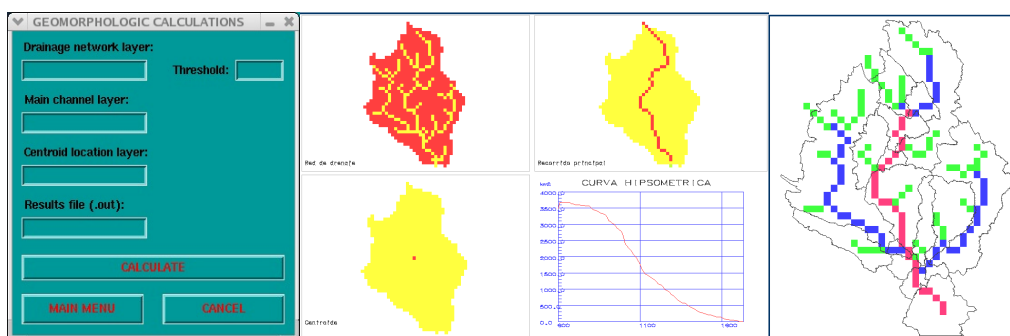 GEOMORPHOLOGIC CALCULATIONS
Drainage network layer:
Threshold:
Main channel layer:
Centroid location layer:
Results file (.out):
CALCULATE
MAIN MENU
CANCEL
Red de drenaje
Recorrido principal
Centroide
CURVA HIPSOMETRICA
km2
4000.0
3500.0
3000.0
2500.0
2000.0
1500.0
1000.0
500.0
0.0
600
1100
1600